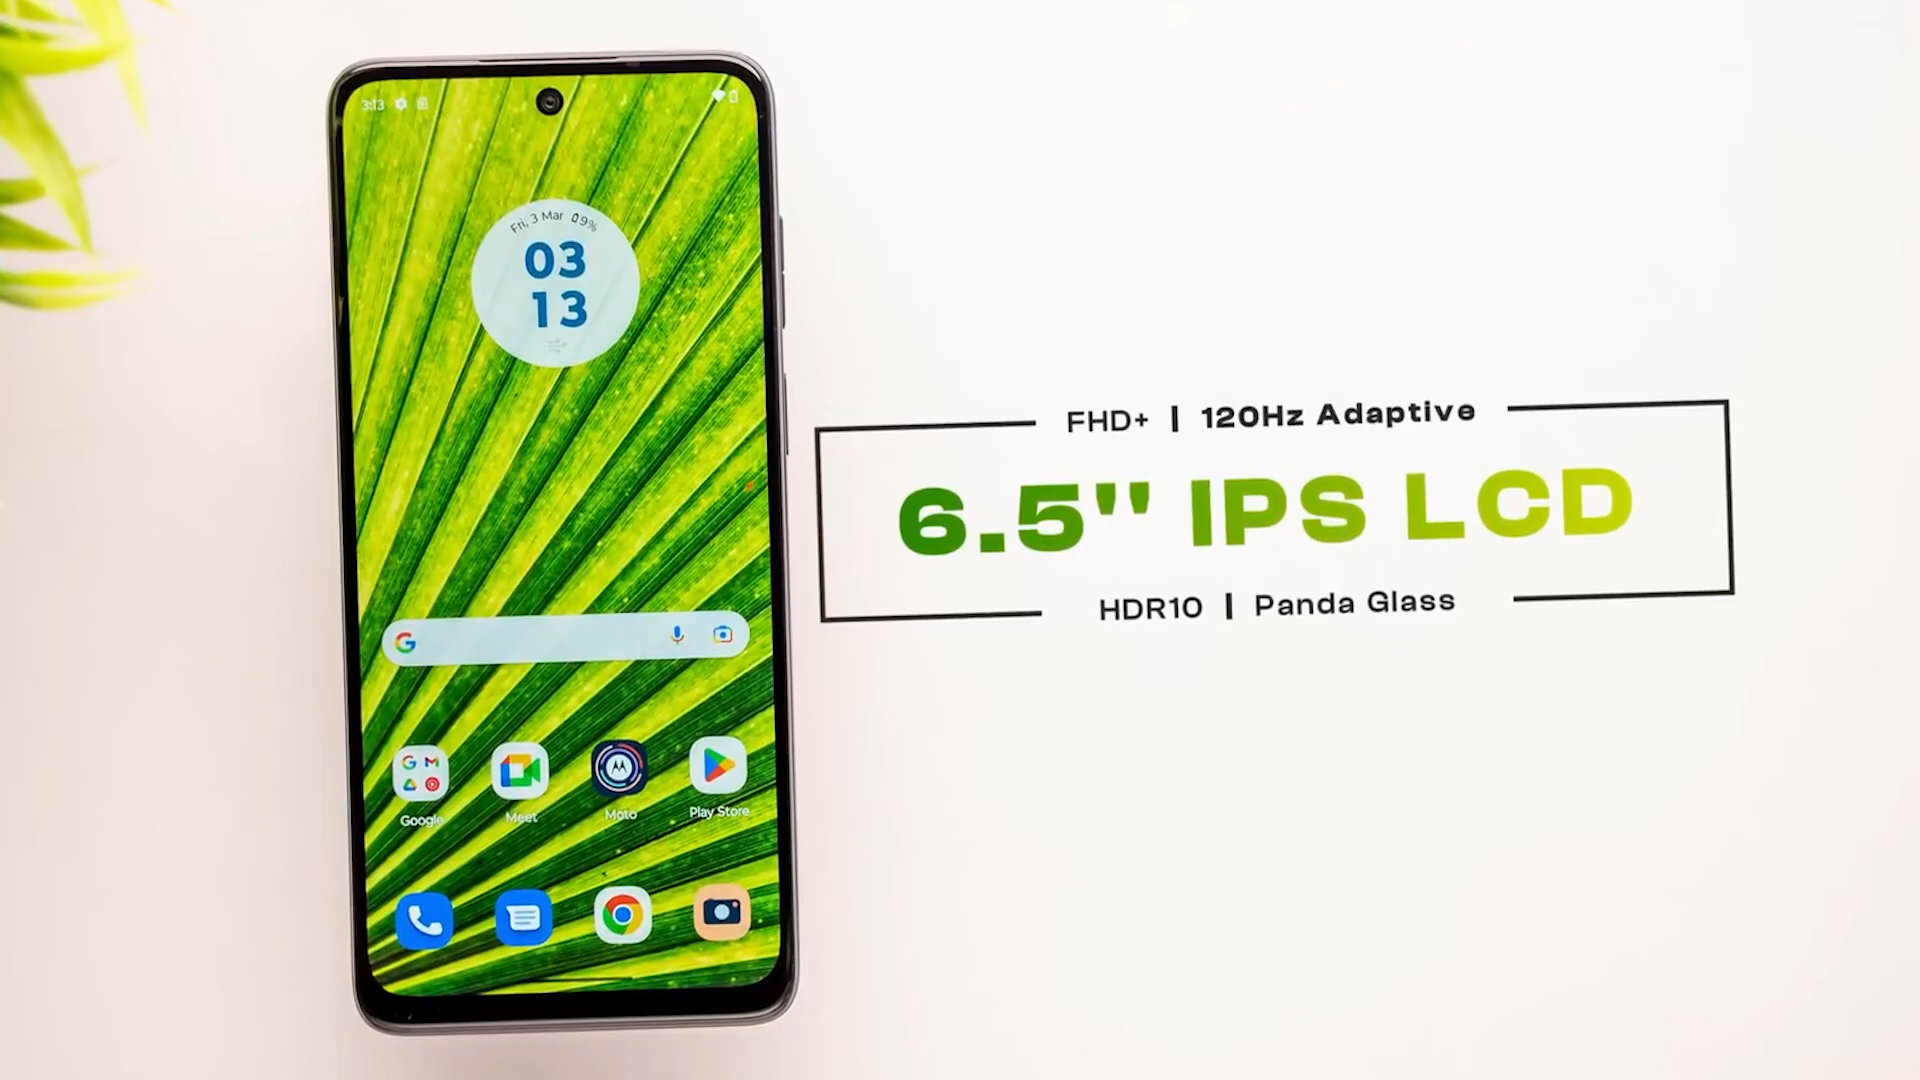 3:13
Fri, 3 Mar 9%
03
13
Google
Meet
Moto
Play Store
FHD+ | 120Hz Adaptive
6.5'' IPS LCD
HDR10 | Panda Glass